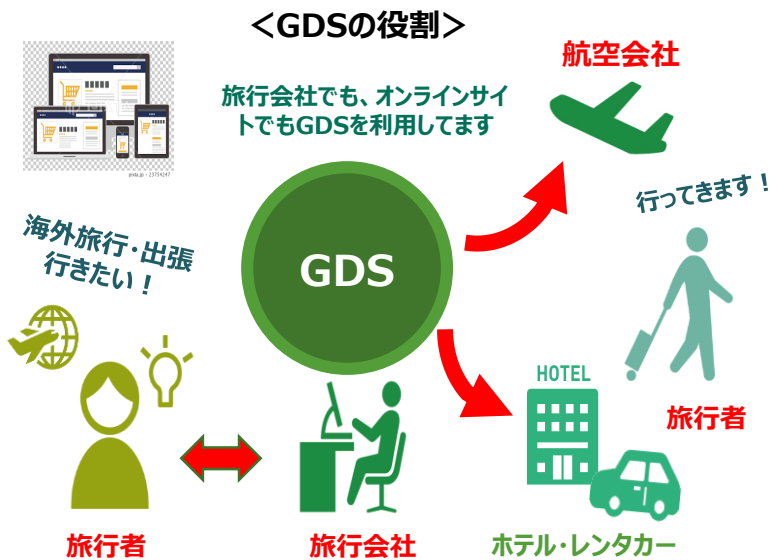 ＜GDSの役割＞
航空会社
旅行会社でも、オンラインサイ
トでもGDSを利用してます
pixta.jp - 23754247
行ってきます！
海外旅行・出張
行きたい！
GDS
HOTEL
旅行者
旅行者
旅行会社
ホテル・レンタカー